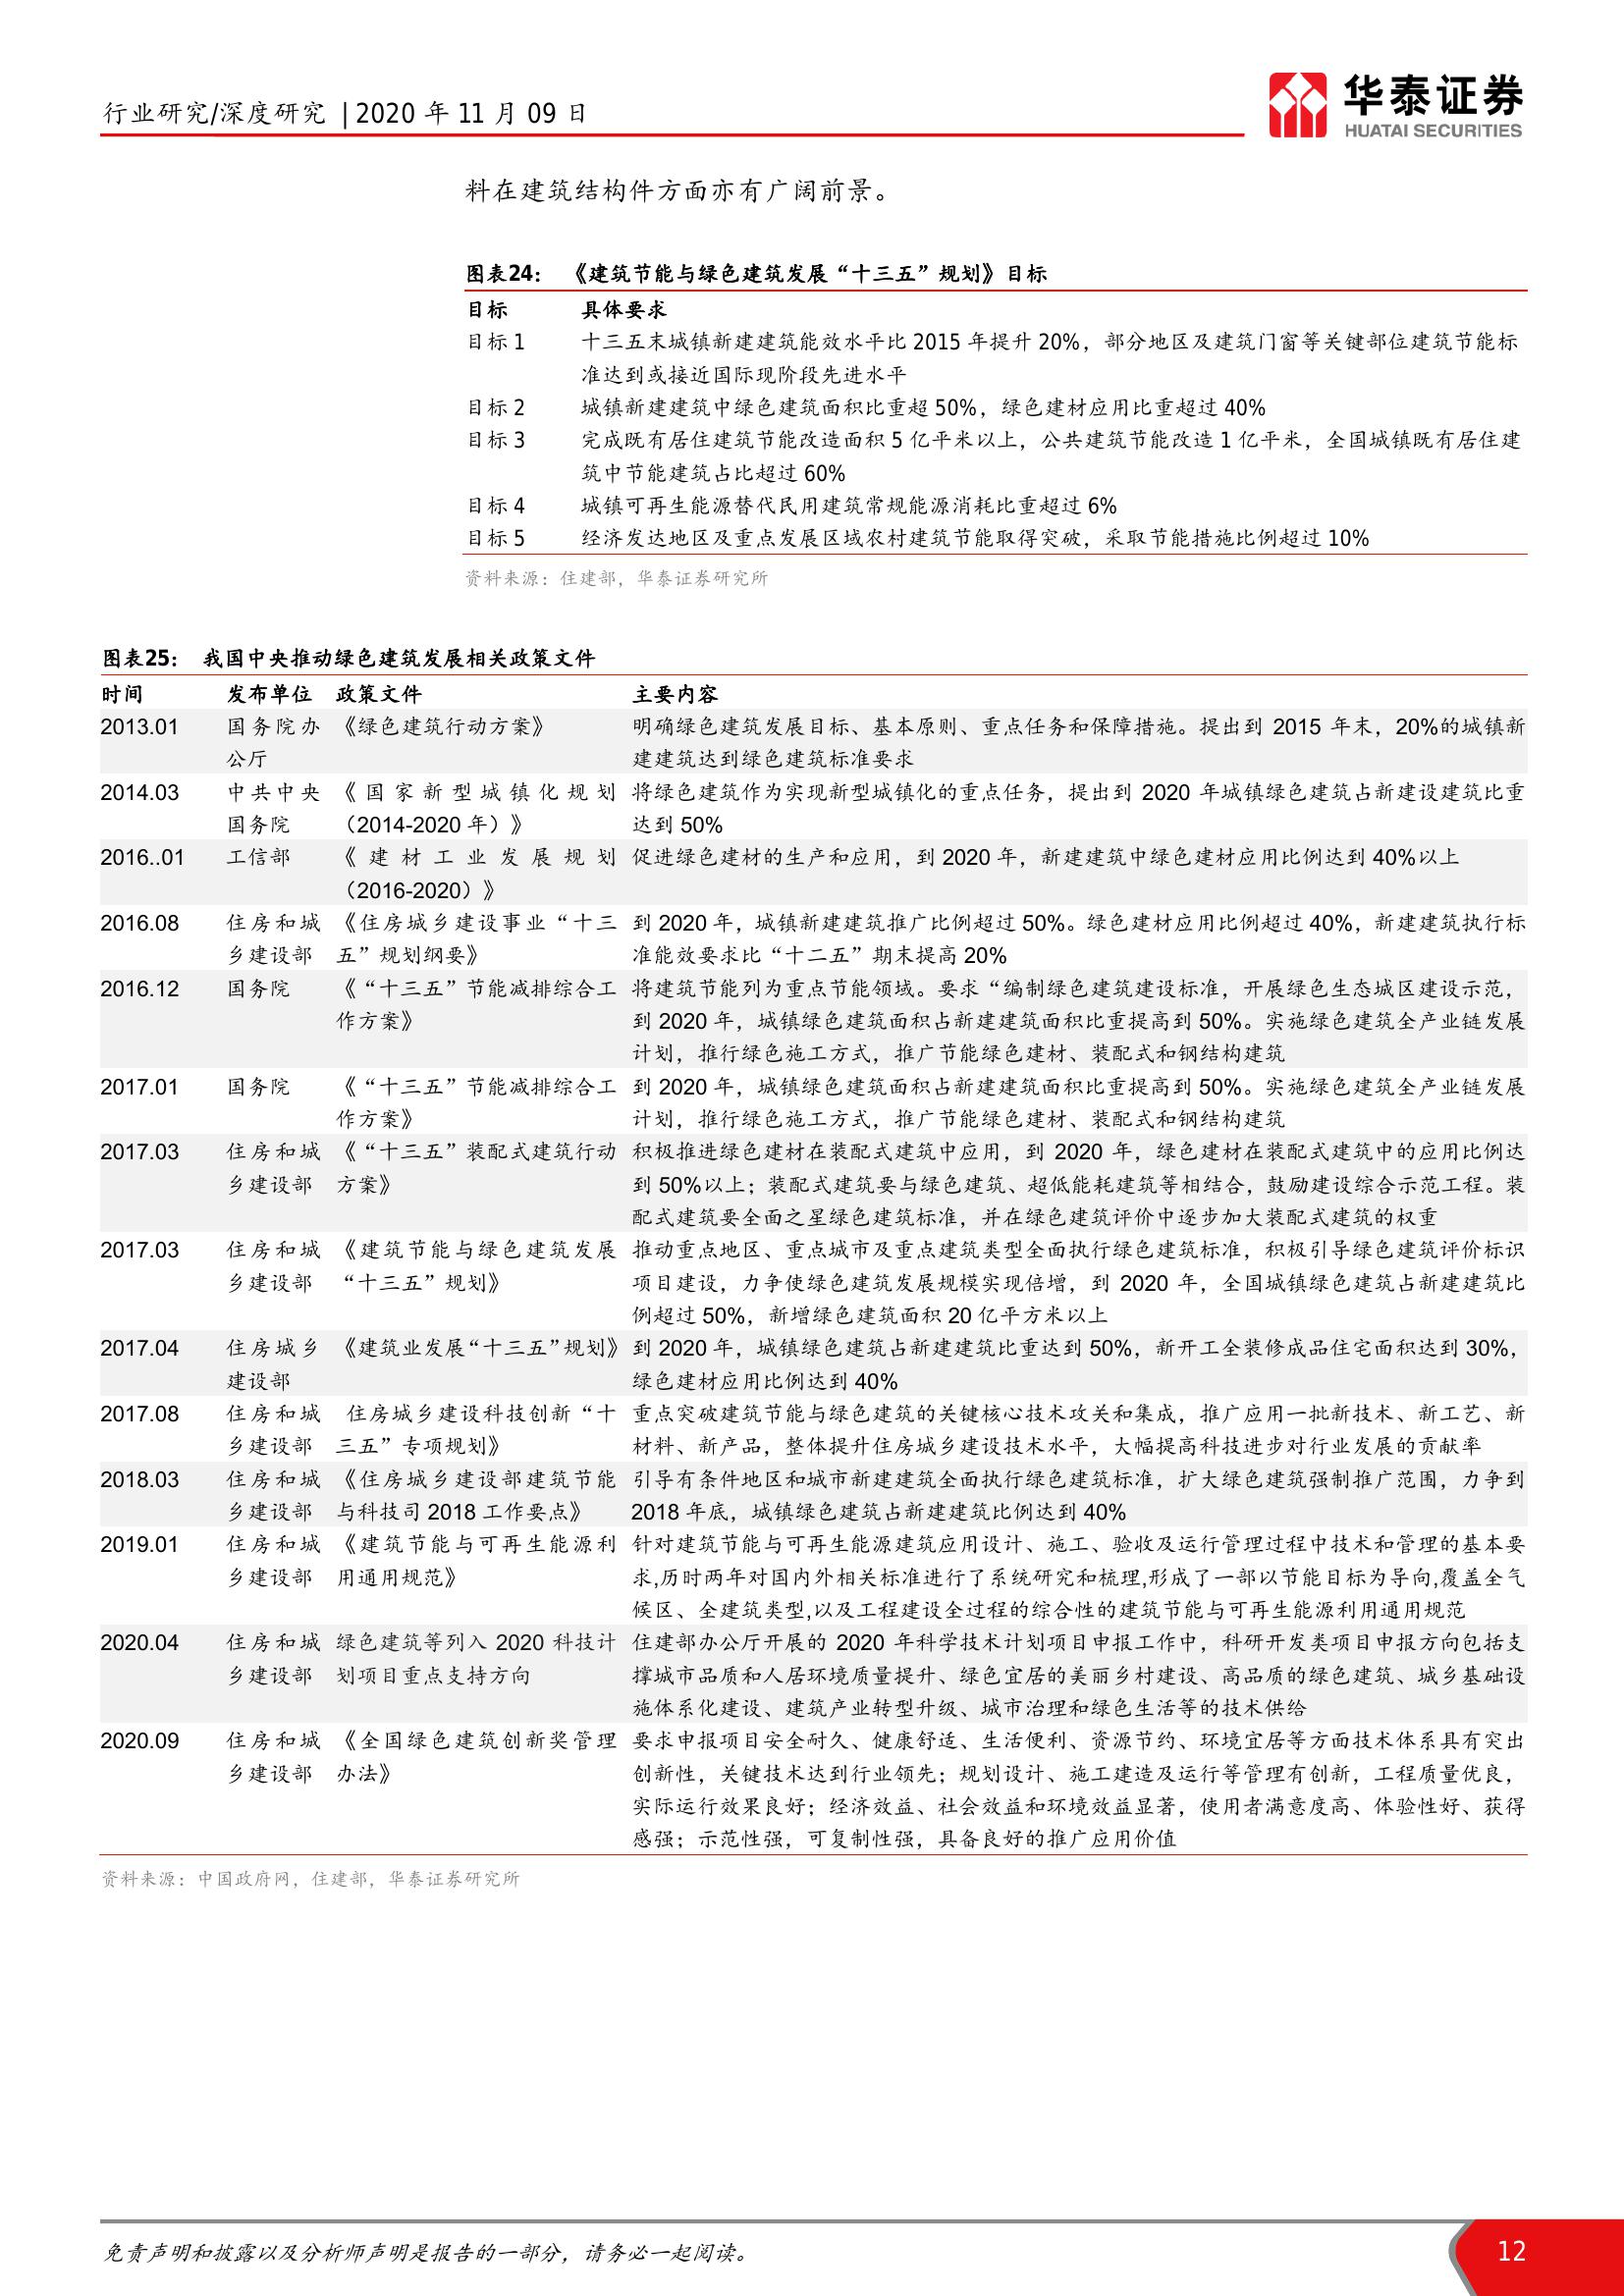 行业研究/深度研究 | 2020 年 11 月 09 日
华泰证券
HUATAI SECURITIES
料在建筑结构件方面亦有广阔前景。
图表24： 《建筑节能与绿色建筑发展“十三五”规划》目标
目标 具体要求
目标 1 十三五末城镇新建建筑能效水平比 2015 年提升 20%，部分地区及建筑门窗等关键部位建筑节能标
准达到或接近国际现阶段先进水平
目标 2 城镇新建建筑中绿色建筑面积比重超 50%，绿色建材应用比重超过 40%
目标 3 完成既有居住建筑节能改造面积 5 亿平米以上，公共建筑节能改造 1 亿平米，全国城镇既有居住建
筑中节能建筑占比超过 60%
目标 4 城镇可再生能源替代民用建筑常规能源消耗比重超过 6%
目标 5 经济发达地区及重点发展区域农村建筑节能取得突破，采取节能措施比例超过 10%
资料来源：住建部，华泰证券研究所
图表25： 我国中央推动绿色建筑发展相关政策文件
时间 发布单位 政策文件 主要内容
2013.01 国务院办 《绿色建筑行动方案》 明确绿色建筑发展目标、基本原则、重点任务和保障措施。提出到 2015 年末，20%的城镇新
公厅 建建筑达到绿色建筑标准要求
2014.03 中共中央 《国家新型城镇化规划 将绿色建筑作为实现新型城镇化的重点任务，提出到 2020 年城镇绿色建筑占新建设建筑比重
国务院 （2014-2020 年）》 达到 50%
2016..01 工信部 《建材工业发展规划 促进绿色建材的生产和应用，到 2020 年，新建建筑中绿色建材应用比例达到 40%以上
（2016-2020）》
2016.08 住房和城 《住房城乡建设事业“十三 到 2020 年，城镇新建建筑推广比例超过 50%。绿色建材应用比例超过 40%，新建建筑执行标
乡建设部 五”规划纲要》 准能效要求比“十二五”期末提高 20%
2016.12 国务院 《“十三五”节能减排综合工 将建筑节能列为重点节能领域。要求“编制绿色建筑建设标准，开展绿色生态城区建设示范，
作方案》 到 2020 年，城镇绿色建筑面积占新建建筑面积比重提高到 50%。实施绿色建筑全产业链发展
计划，推行绿色施工方式，推广节能绿色建材、装配式和钢结构建筑
2017.01 国务院 《“十三五”节能减排综合工 到 2020 年，城镇绿色建筑面积占新建建筑面积比重提高到 50%。实施绿色建筑全产业链发展
作方案》 计划，推行绿色施工方式，推广节能绿色建材、装配式和钢结构建筑
2017.03 住房和城 《“十三五”装配式建筑行动 积极推进绿色建材在装配式建筑中应用，到 2020 年，绿色建材在装配式建筑中的应用比例达
乡建设部 方案》 到 50%以上；装配式建筑要与绿色建筑、超低能耗建筑等相结合，鼓励建设综合示范工程。装
配式建筑要全面之星绿色建筑标准，并在绿色建筑评价中逐步加大装配式建筑的权重
2017.03 住房和城 《建筑节能与绿色建筑发展 推动重点地区、重点城市及重点建筑类型全面执行绿色建筑标准，积极引导绿色建筑评价标识
乡建设部 “十三五”规划》 项目建设，力争使绿色建筑发展规模实现倍增，到 2020 年，全国城镇绿色建筑占新建建筑比
例超过 50%，新增绿色建筑面积 20 亿平方米以上
2017.04 住房城乡 《建筑业发展“十三五”规划》 到 2020 年，城镇绿色建筑占新建建筑比重达到 50%，新开工全装修成品住宅面积达到 30%，
建设部 绿色建材应用比例达到 40%
2017.08 住房和城 住房城乡建设科技创新“十 重点突破建筑节能与绿色建筑的关键核心技术攻关和集成，推广应用一批新技术、新工艺、新
乡建设部 三五”专项规划》 材料、新产品，整体提升住房城乡建设技术水平，大幅提高科技进步对行业发展的贡献率
2018.03 住房和城 《住房城乡建设部建筑节能 引导有条件地区和城市新建建筑全面执行绿色建筑标准，扩大绿色建筑强制推广范围，力争到
乡建设部 与科技司 2018 工作要点》 2018 年底，城镇绿色建筑占新建建筑比例达到 40%
2019.01 住房和城 《建筑节能与可再生能源利 针对建筑节能与可再生能源建筑应用设计、施工、验收及运行管理过程中技术和管理的基本要
乡建设部 用通用规范》 求,历时两年对国内外相关标准进行了系统研究和梳理,形成了一部以节能目标为导向,覆盖全气
候区、全建筑类型,以及工程建设全过程的综合性的建筑节能与可再生能源利用通用规范
2020.04 住房和城 绿色建筑等列入 2020 科技计 住建部办公厅开展的 2020 年科学技术计划项目申报工作中，科研开发类项目申报方向包括支
乡建设部 划项目重点支持方向 撑城市品质和人居环境质量提升、绿色宜居的美丽乡村建设、高品质的绿色建筑、城乡基础设
施体系化建设、建筑产业转型升级、城市治理和绿色生活等的技术供给
2020.09 住房和城 《全国绿色建筑创新奖管理 要求申报项目安全耐久、健康舒适、生活便利、资源节约、环境宜居等方面技术体系具有突出
乡建设部 办法》 创新性，关键技术达到行业领先；规划设计、施工建造及运行等管理有创新，工程质量优良，
实际运行效果良好；经济效益、社会效益和环境效益显著，使用者满意度高、体验性好、获得
感强；示范性强，可复制性强，具备良好的推广应用价值
资料来源：中国政府网，住建部，华泰证券研究所
免责声明和披露以及分析师声明是报告的一部分，请务必一起阅读。
12